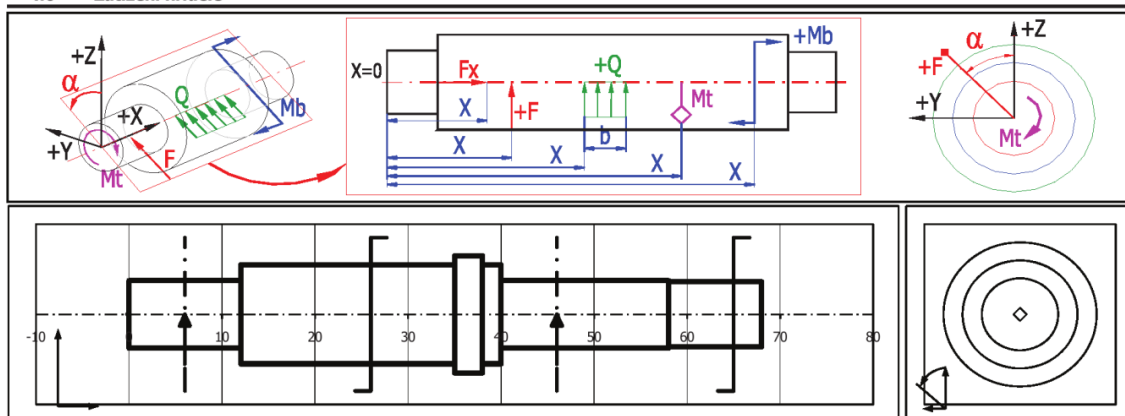 +Z
α
Q
+X
+Y
Mt
F
Mb
X=0
Fx
+F
+Q
Mt
+Mb
X
b
X
X
X
X
+Z
α
+F
+Y
Mt
-10 10 20 30 40 50 60 70 80